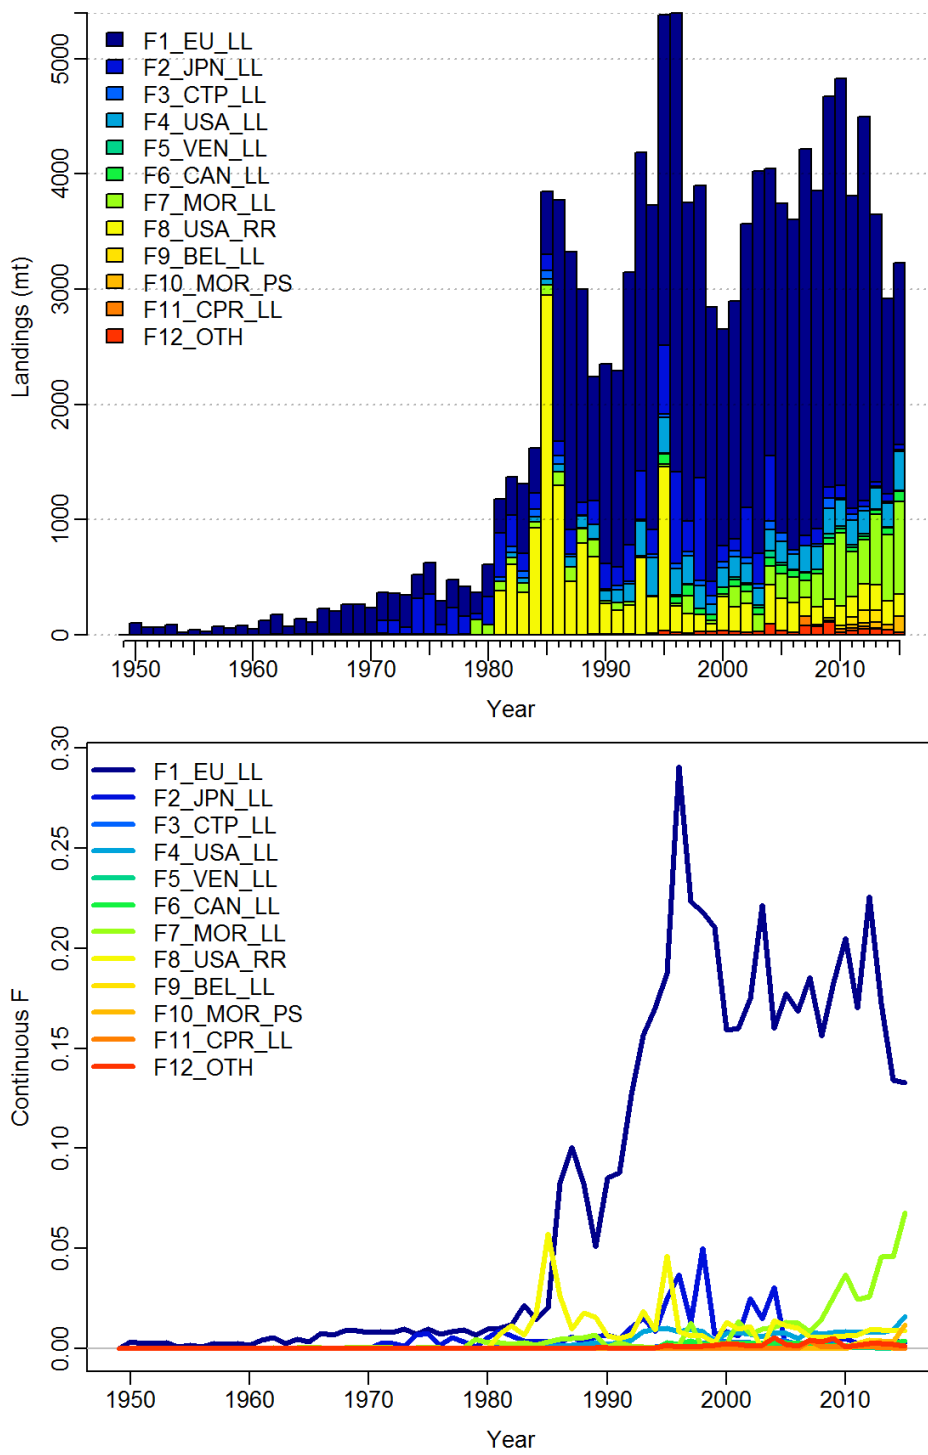 Landings (mt)
5000
4000
3000
2000
1000
0
F1_EU_LL
F2_JPN_LL
F3_CTP_LL
F4_USA_LL
F5_VEN_LL
F6_CAN_LL
F7_MOR_LL
F8_USA_RR
F9_BEL_LL
F10_MOR_PS
F11_CPR_LL
F12_OTH
1950 1960 1970 1980 1990 2000 2010
Year
Continuous F
0.30
0.25
0.20
0.15
0.10
0.05
0.00
F1_EU_LL
F2_JPN_LL
F3_CTP_LL
F4_USA_LL
F5_VEN_LL
F6_CAN_LL
F7_MOR_LL
F8_USA_RR
F9_BEL_LL
F10_MOR_PS
F11_CPR_LL
F12_OTH
1950 1960 1970 1980 1990 2000 2010
Year